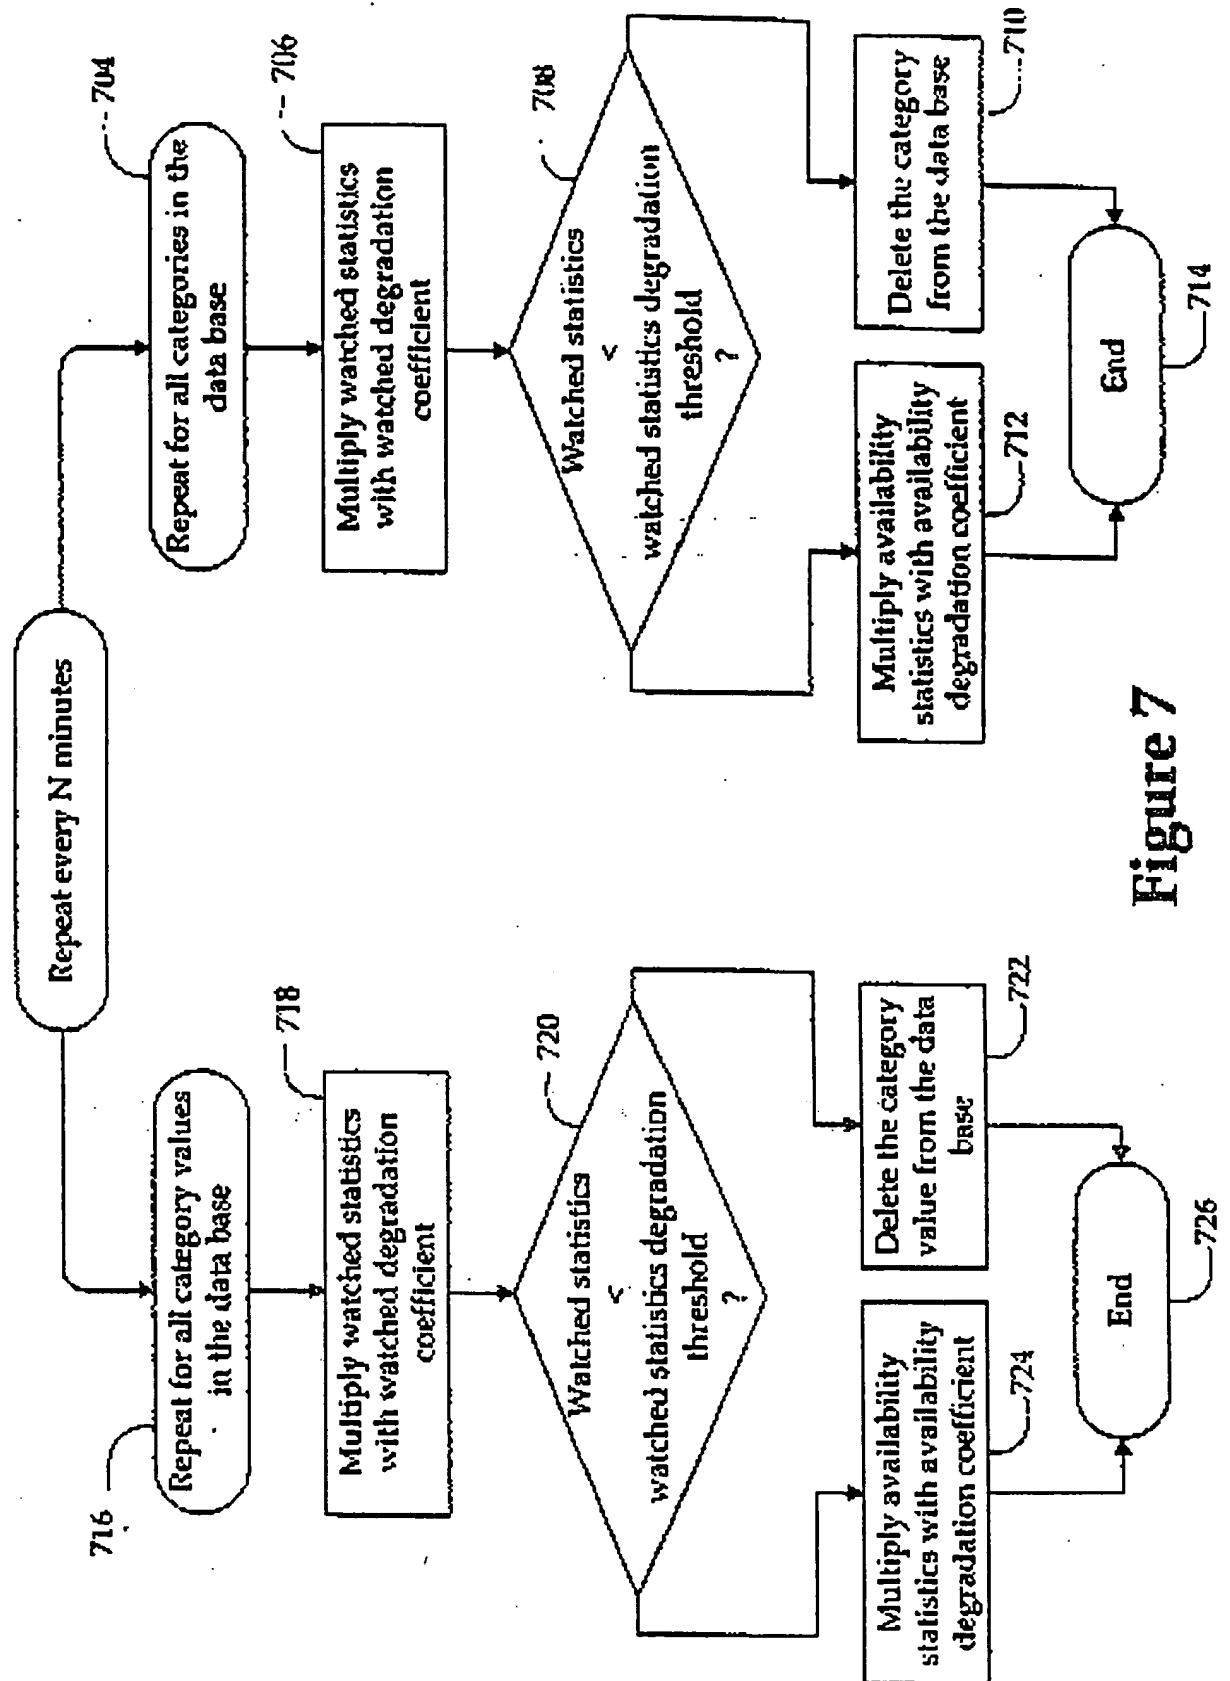 Repeat every N minutes
716
Repeat for all category values
in the data base
718
Multiply watched statistics
with watched degradation
coefficient
720
Watched statistics
<
watched statistics degradation
threshold
?
Multiply availability
statistics with availability
degradation coefficient
724
Delete the category
value from the data
base
722
End
726
704
Repeat for all categories in the
data base
706
Multiply watched statistics
with watched degradation
coefficient
708
Watched statistics
<
watched statistics degradation
threshold
?
Multiply availability
statistics with availability
degradation coefficient
712
Delete the category
from the data base
710
End
714
Figure 7